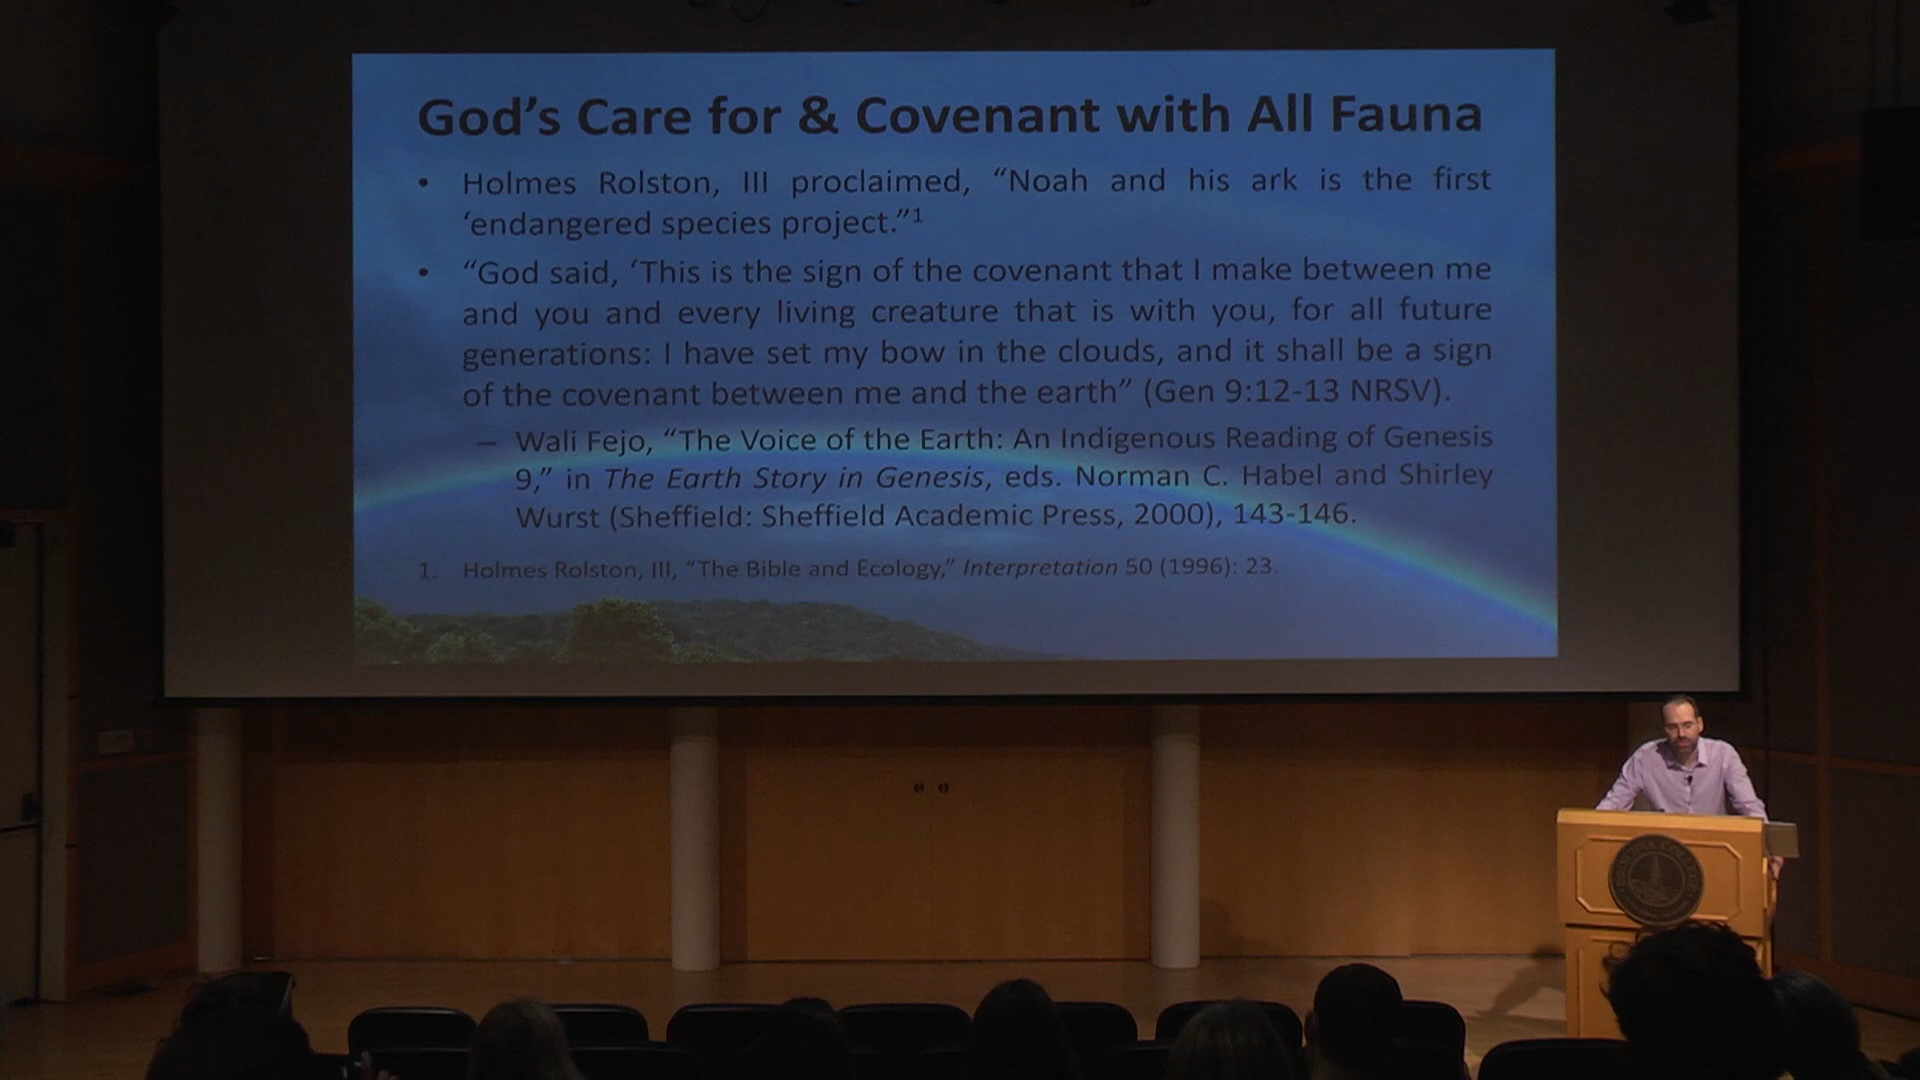 God’s Care for & Covenant with All Fauna
• Holmes Rolston, III proclaimed, “Noah and his ark is the first
‘endangered species project.”1
• “God said, ‘This is the sign of the covenant that I make between me
and you and every living creature that is with you, for all future
generations: I have set my bow in the clouds, and it shall be a sign
of the covenant between me and the earth” (Gen 9:12-13 NRSV).
– Wali Fejo, “The Voice of the Earth: An Indigenous Reading of Genesis
9,” in The Earth Story in Genesis, eds. Norman C. Habel and Shirley
Wurst (Sheffield: Sheffield Academic Press, 2000), 143-146.
1. Holmes Rolston, III, “The Bible and Ecology,” Interpretation 50 (1996): 23.